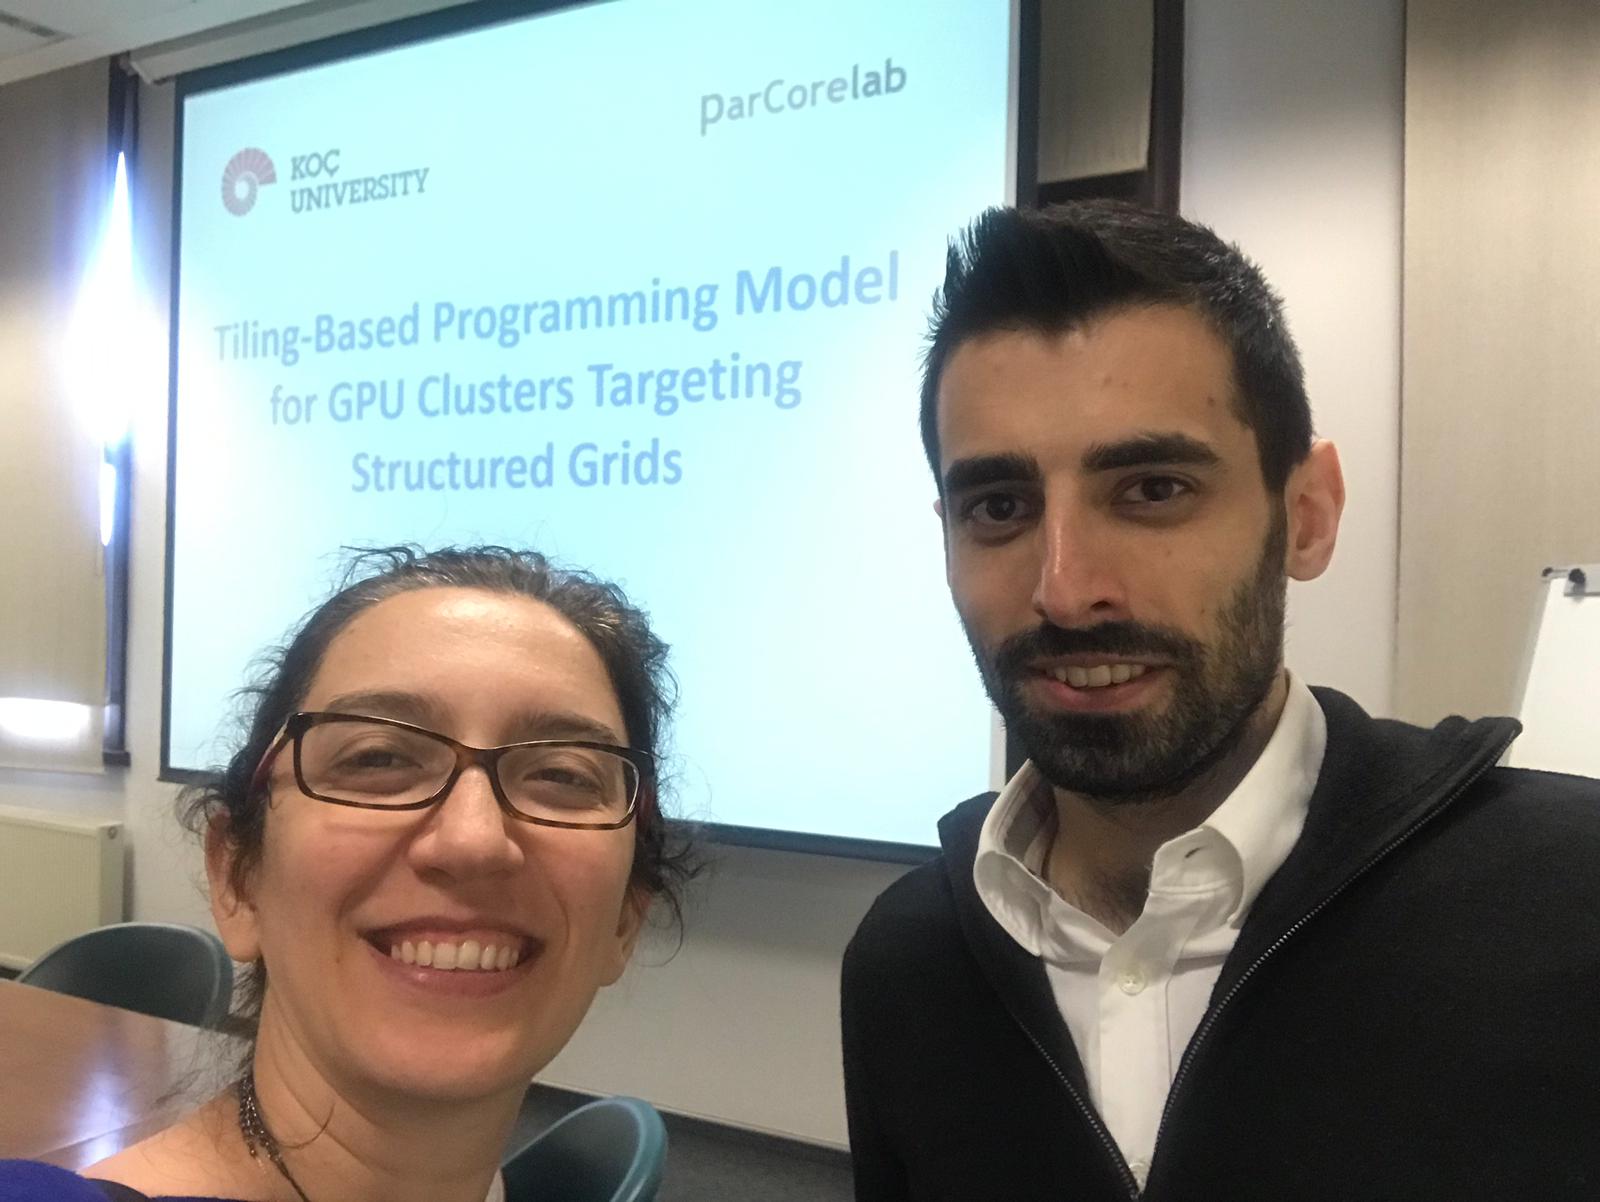 KOÇ
UNIVERSITY
parCorelab
Tiling-Based Programming Model
for GPU Clusters Targeting
Structured Grids